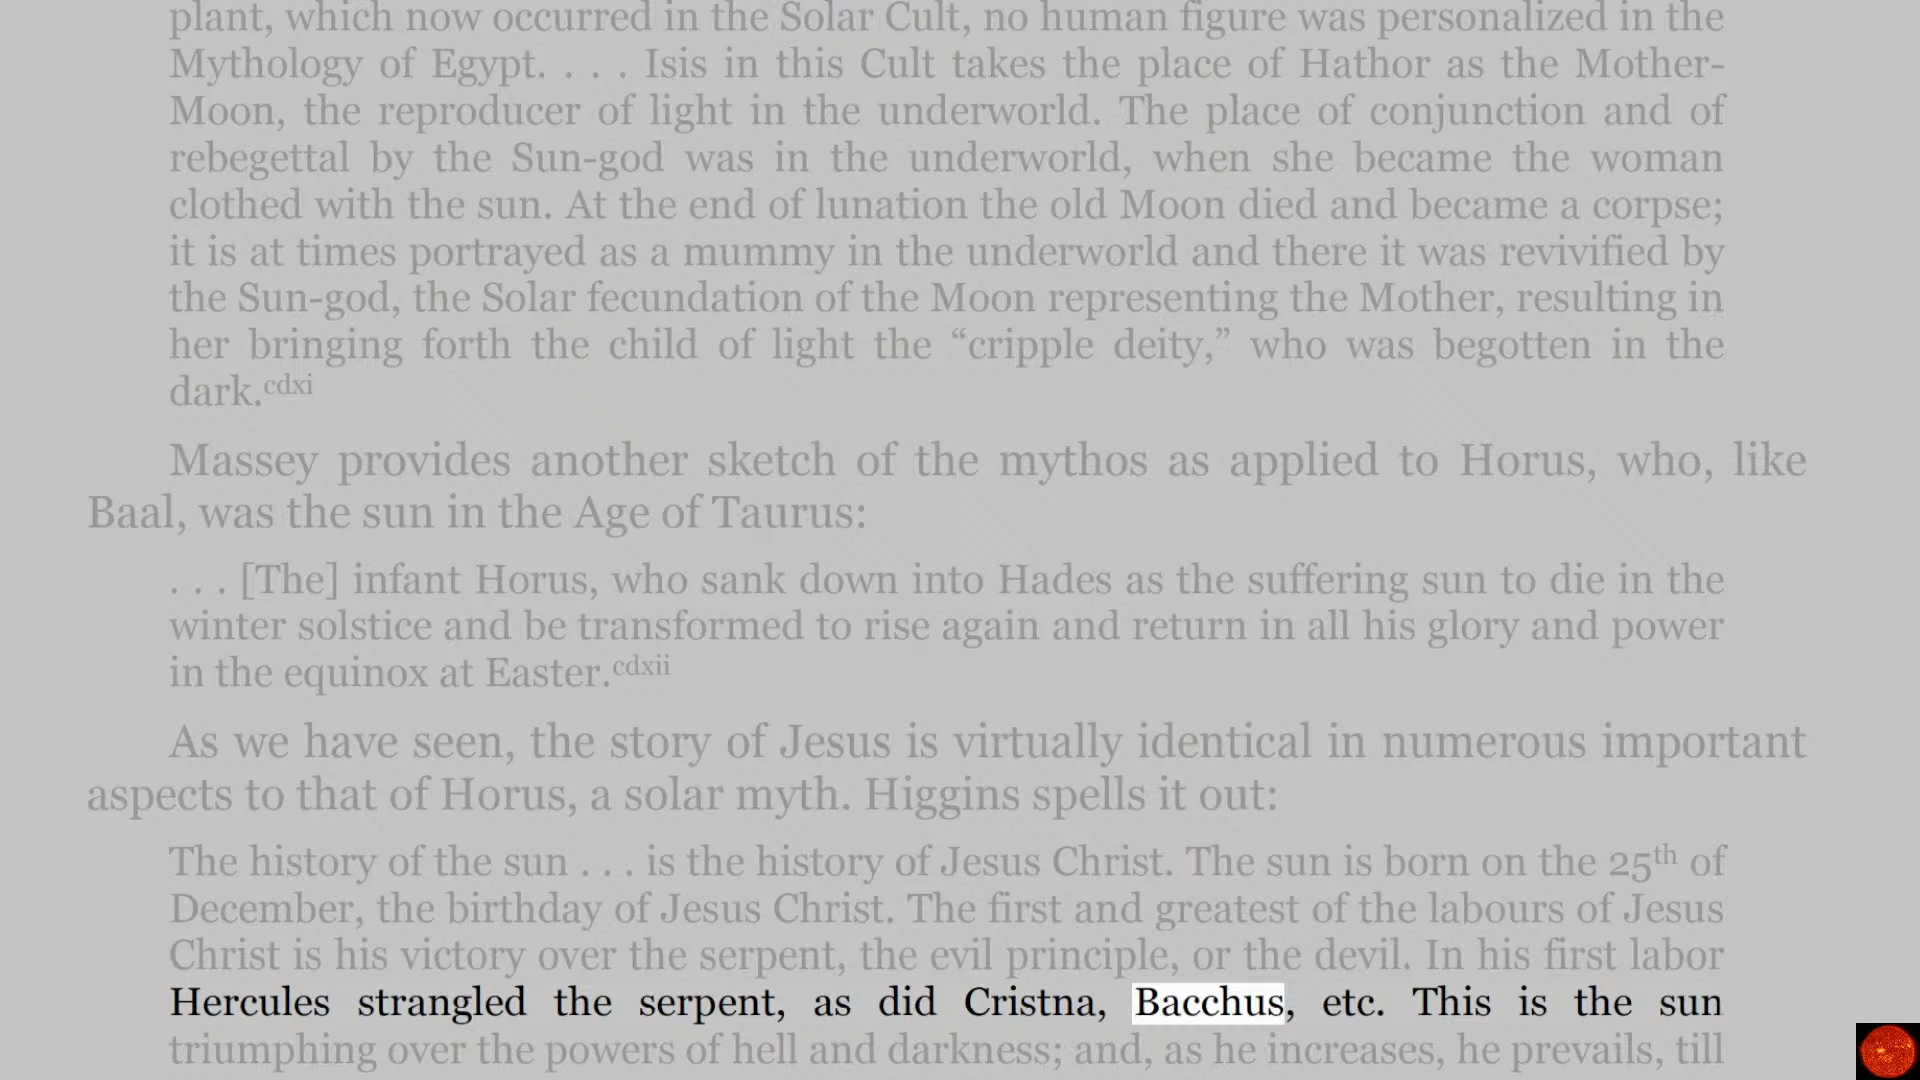 plant, which now occurred in the Solar Cult, no human figure was personalized in the
Mythology of Egypt. . . . Isis in this Cult takes the place of Hathor as the Mother-
Moon, the reproducer of light in the underworld. The place of conjunction and of
rebegettal by the Sun-god was in the underworld, when she became the woman
clothed with the sun. At the end of lunation the old Moon died and became a corpse;
it is at times portrayed as a mummy in the underworld and there it was revivified by
the Sun-god, the Solar fecundation of the Moon representing the Mother, resulting in
her bringing forth the child of light the “cripple deity,” who was begotten in the
dark.cdxi
Massey provides another sketch of the mythos as applied to Horus, who, like
Baal, was the sun in the Age of Taurus:
. . . [The] infant Horus, who sank down into Hades as the suffering sun to die in the
winter solstice and be transformed to rise again and return in all his glory and power
in the equinox at Easter.cdxii
As we have seen, the story of Jesus is virtually identical in numerous important
aspects to that of Horus, a solar myth. Higgins spells it out:
The history of the sun . . . is the history of Jesus Christ. The sun is born on the 25th of
December, the birthday of Jesus Christ. The first and greatest of the labours of Jesus
Christ is his victory over the serpent, the evil principle, or the devil. In his first labor
Hercules strangled the serpent, as did Cristna, Bacchus, etc. This is the sun
triumphing over the powers of hell and darkness; and, as he increases, he prevails, till